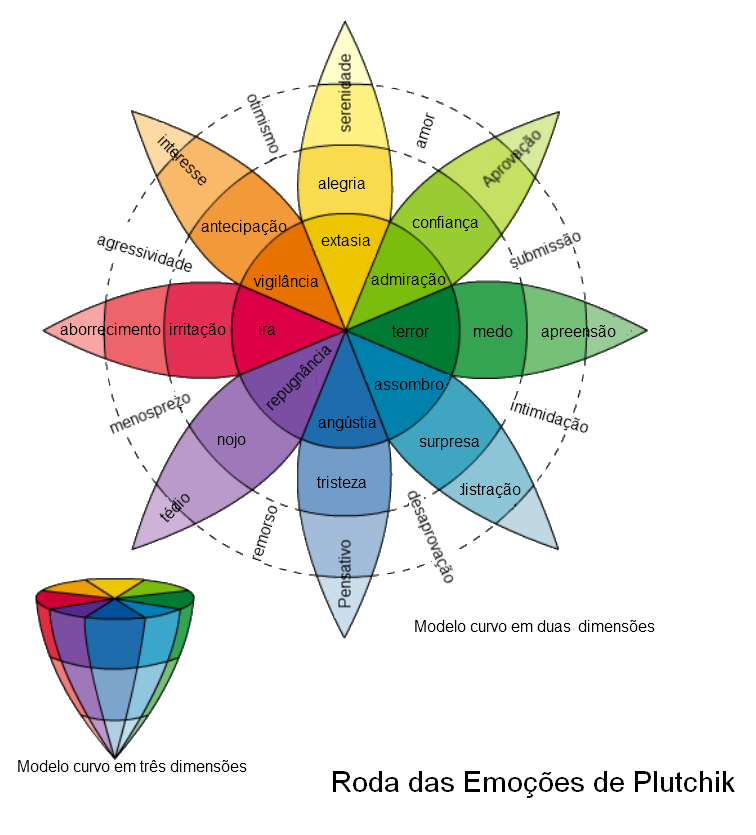 serenidade
otimismo
amor
interesse
Aprovação
alegria
antecipação
confiança
extasia
agressividade
submissão
vigilância
admiração
aborrecimento
irritação
ira
terror
medo
apreensão
repugnância
assombro
menosprezo
angústia
intimidação
nojo
surpresa
tristeza
distração
tédio
remorso
desaprovação
Pensativo
Modelo curvo em duas dimensões
Modelo curvo em três dimensões
Roda das Emoções de Plutchik